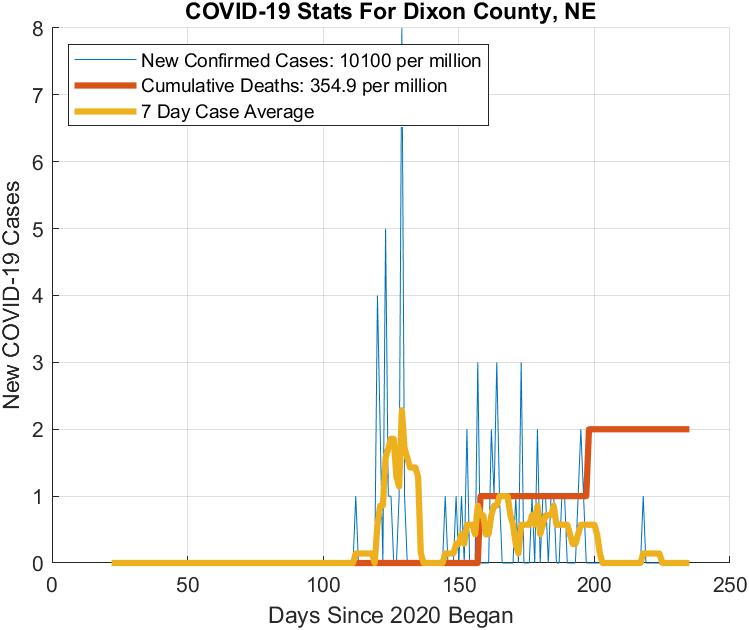 COVID-19 Stats For Dixon County, NE
8
7
6
5
4
3
2
1
0
New COVID-19 Cases
New Confirmed Cases: 10100 per million
Cumulative Deaths: 354.9 per million
7 Day Case Average
0 50 100 150 200 250
Days Since 2020 Began